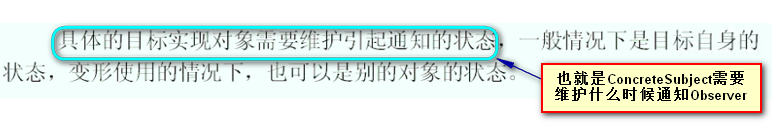 具体的目标实现对象需要维护引起通知的状态，一般情况下是目标自身的
状态，变形使用的情况下，也可以是别的对象的状态。
也就是ConcreteSubject需要
维护什么时候通知Observer